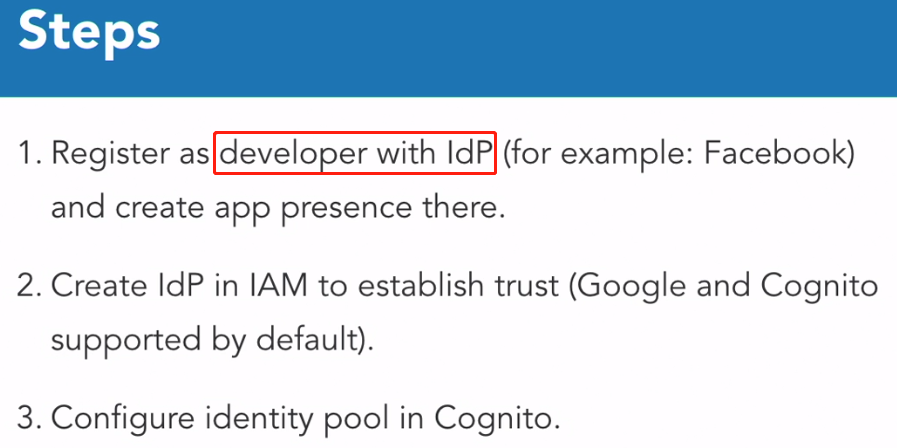 Steps
1. Register as developer with IdP (for example: Facebook)
and create app presence there.
2. Create IdP in IAM to establish trust (Google and Cognito
supported by default).
3. Configure identity pool in Cognito.